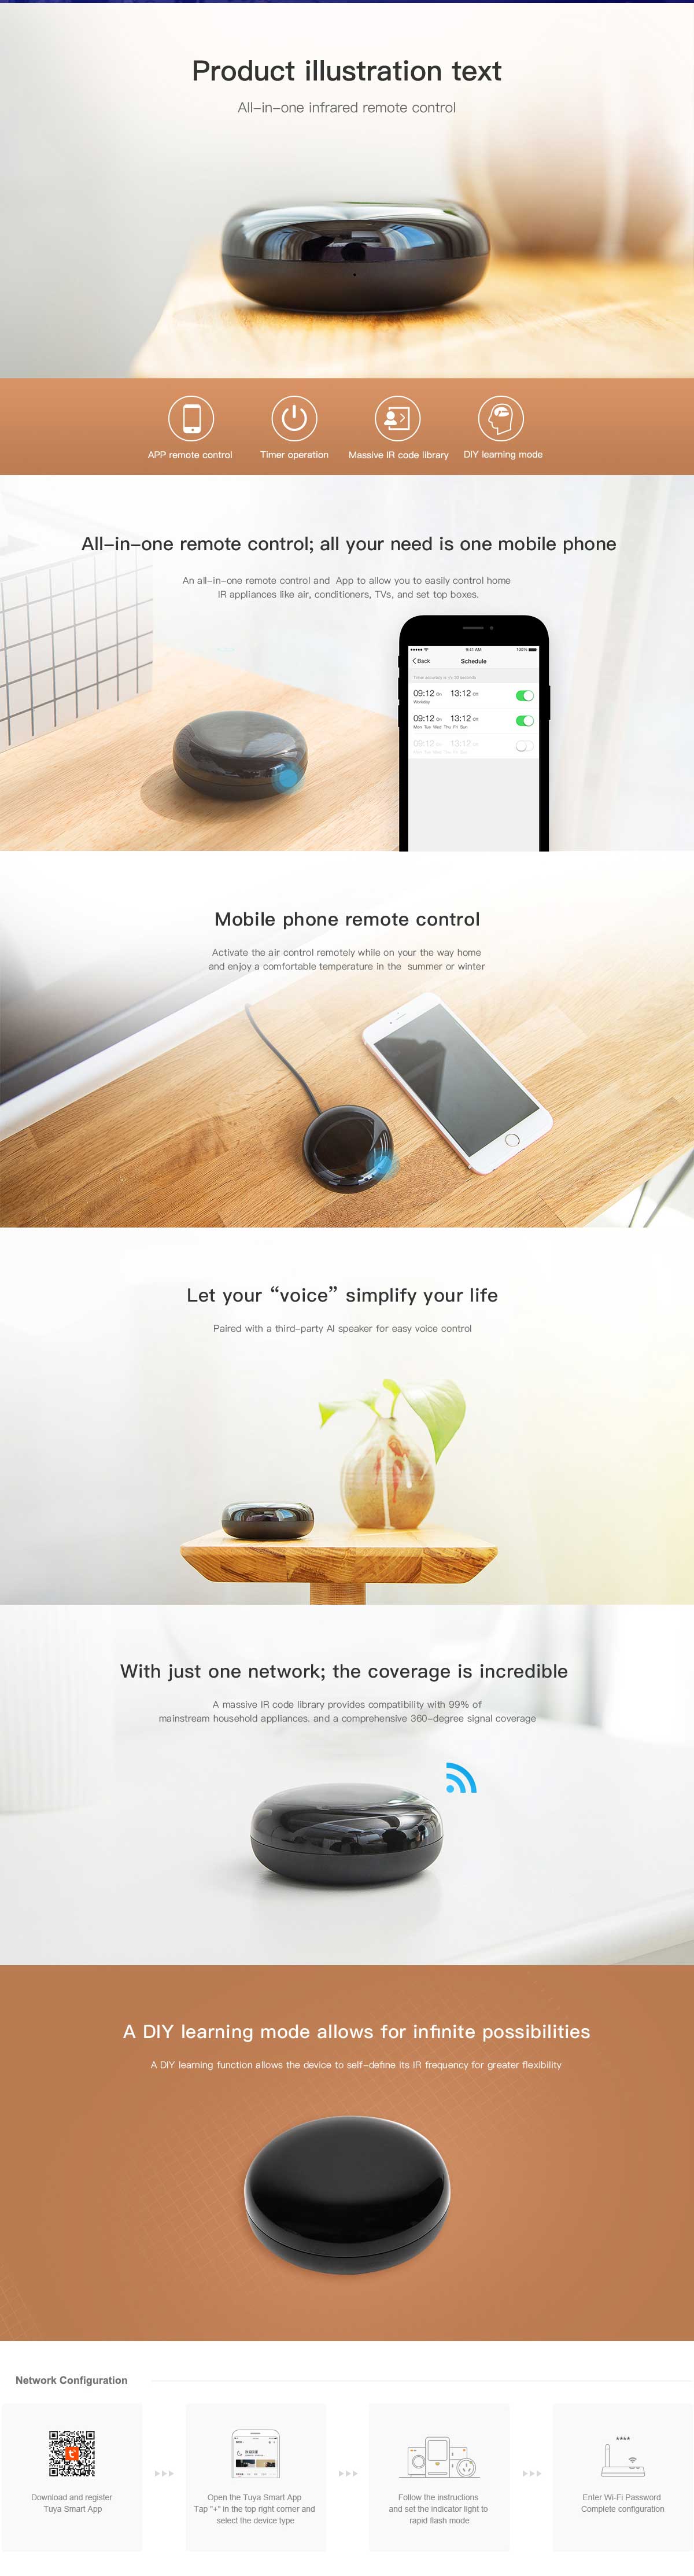 Product illustration text
All-in-one infrared remote control
APP remote control
Timer operation
Massive IR code library
DIY learning mode
All-in-one remote control; all your need is one mobile phone
An all-in-one remote control and App to allow you to easily control home
IR appliances like air, conditioners, TVs, and set top boxes.
9:41 AM
100%
Back
Schedule
09:12 On 13:12 Off
Weekday
09:12 On 13:12 Off
Mon Tue Wed Thu Fri Sun
09:12 On 13:12 Off
Mobile phone remote control
Activate the air control remotely while on your the way home
and enjoy a comfortable temperature in the summer or winter
Let your “voice” simplify your life
Paired with a third-party AI speaker for easy voice control
With just one network; the coverage is incredible
A massive IR code library provides compatibility with 99% of
mainstream household appliances. and a comprehensive 360-degree signal coverage
A DIY learning mode allows for infinite possibilities
A DIY learning function allows the device to self-define its IR frequency for greater flexibility
Network Configuration
Download and register
Tuya Smart App
Open the Tuya Smart App
Tap "+" in the top right corner and
select the device type
Follow the instructions
and set the indicator light to
rapid flash mode
****
Enter Wi-Fi Password
Complete configuration